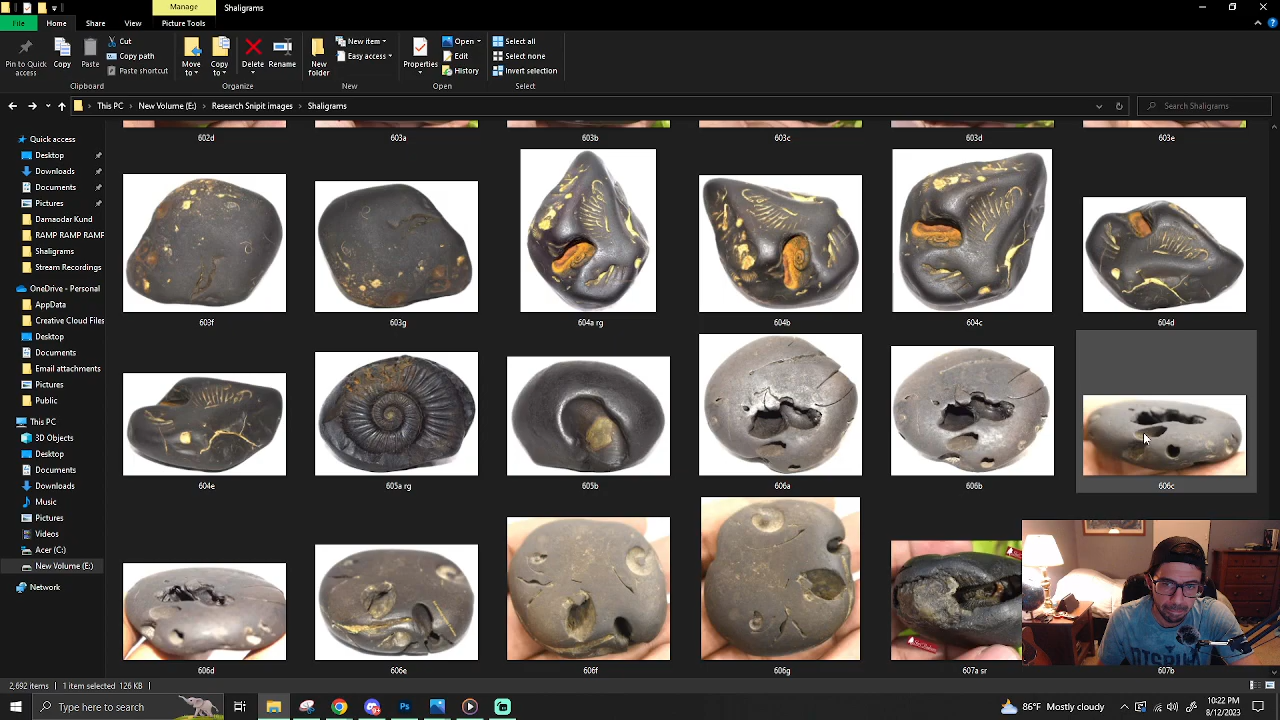 Manage
Shaligrams
File
Home
Share
View
Picture Tools
Pin to Quick access
Copy
Paste
Cut
Copy path
Paste shortcut
Clipboard
Move to
Copy to
Delete
Rename
Organize
New folder
New item
Easy access
New
Properties
Open
Edit
History
Open
Select all
Select none
Invert selection
Select
This PC > New Volume (E:) > Research Snipit images > Shaligrams
Search Shaligrams
Quick access
Desktop
Downloads
Documents
Pictures
Damaodar Kund
RAMP RAMP RAMP
Shaligrams
Stream Recordings
OneDrive - Personal
AppData
Creative Cloud Files
Desktop
Documents
Email attachments
Pictures
Public
This PC
3D Objects
Desktop
Documents
Downloads
Music
Pictures
Videos
Acer (C:)
New Volume (E:)
Network
602d
603a
603b
603c
603d
603e
603f
603g
604a rg
604b
604c
604d
604e
605a rg
605b
606a
606b
606c
606d
606e
606f
606g
607a sr
607b
2,692 items
1 item selected 126 KB
Type here to search
86°F Mostly cloudy
10:22 PM
8/12/2023